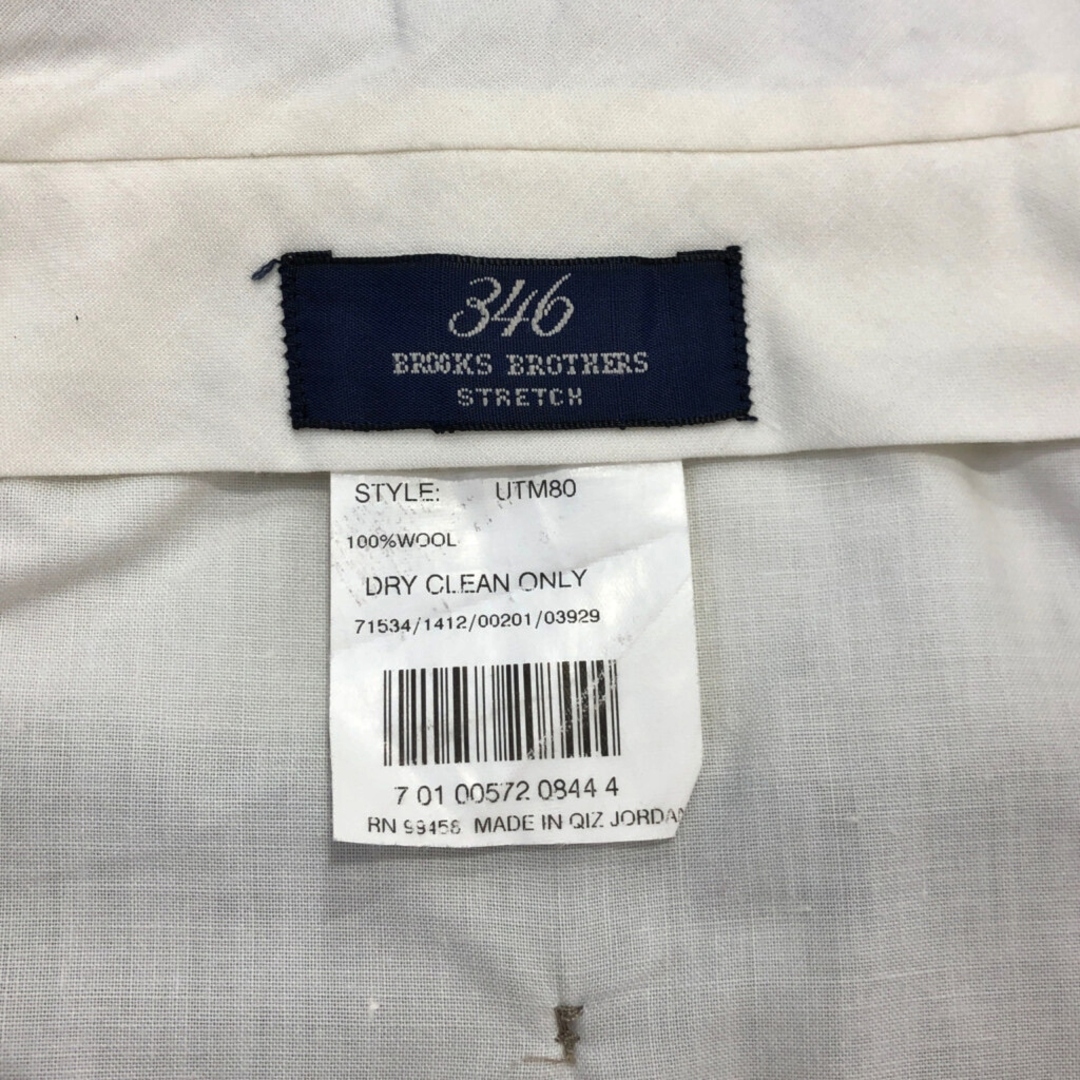 346
BROOKS BROTHERS
STRETCH
STYLE: UTM80
100%WOOL
DRY CLEAN ONLY
71534/1412/00201/03929
7 01 00572 0844 4
RN 99458 MADE IN QIZ JORDAN